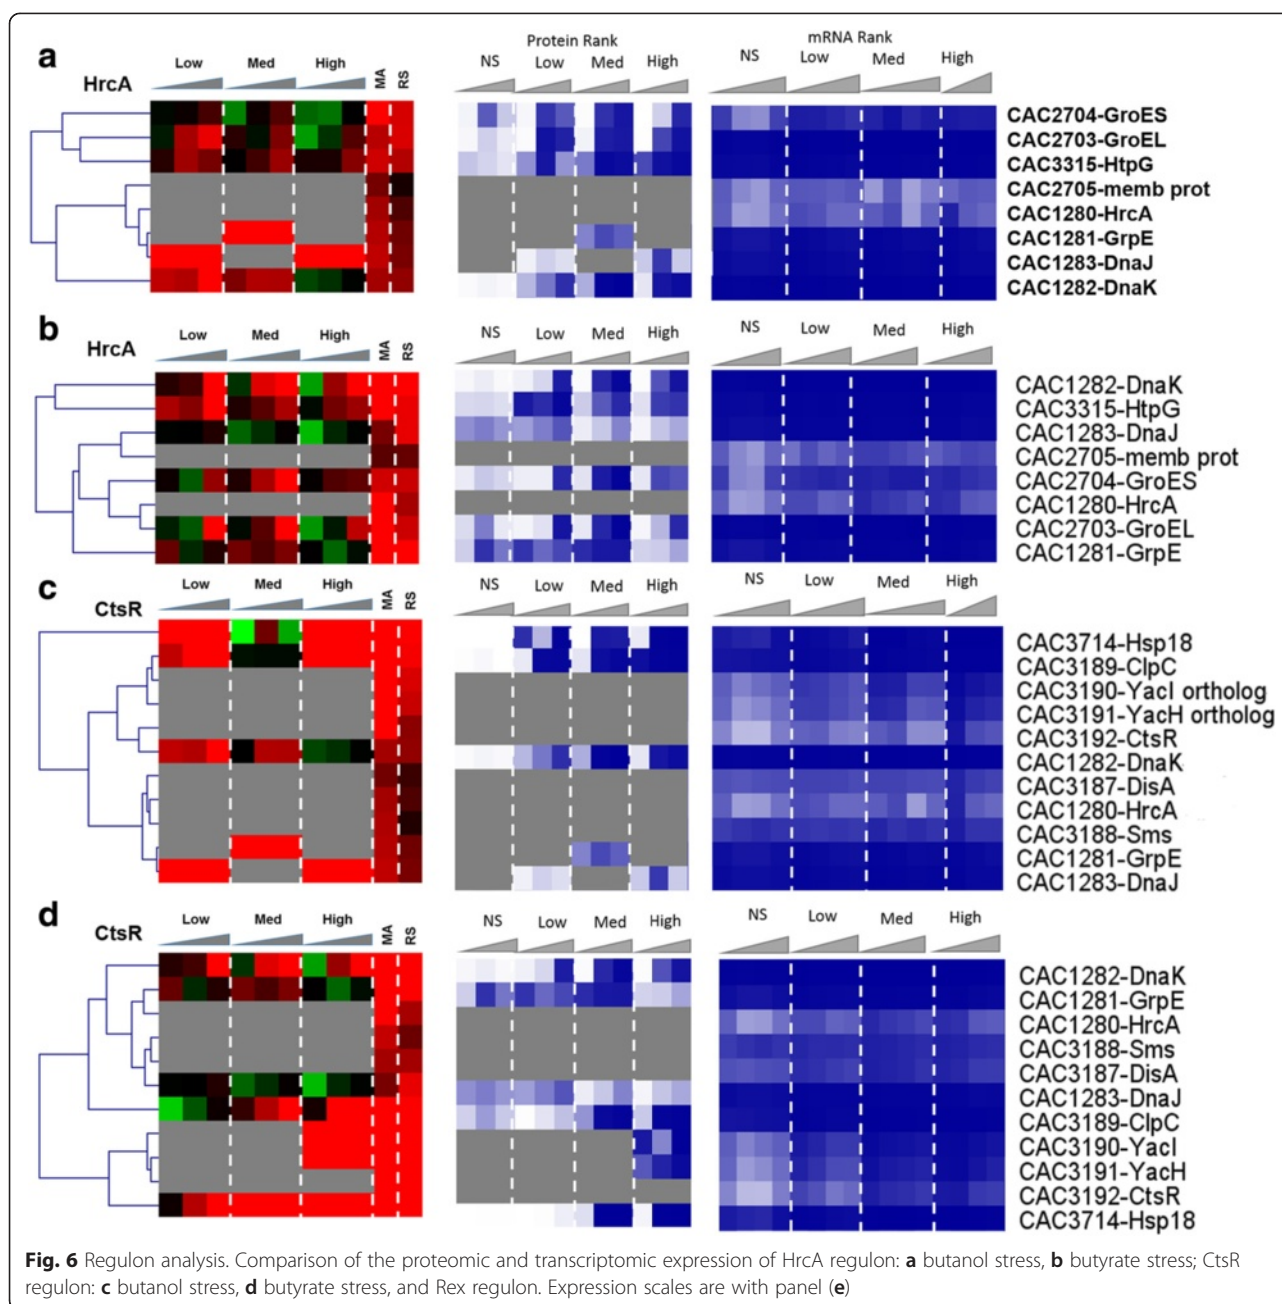 a
HrcA
Low Med High MA RS
Protein Rank
NS Low Med High
mRNA Rank
NS Low Med High
CAC2704-GroES
CAC2703-GroEL
CAC3315-HtpG
CAC2705-memb prot
CAC1280-HrcA
CAC1281-GrpE
CAC1283-DnaJ
CAC1282-DnaK
b
HrcA
Low Med High MA RS
NS Low Med High
NS Low Med High
CAC1282-DnaK
CAC3315-HtpG
CAC1283-DnaJ
CAC2705-memb prot
CAC2704-GroES
CAC1280-HrcA
CAC2703-GroEL
CAC1281-GrpE
c
CtsR
Low Med High MA RS
NS Low Med High
NS Low Med High
CAC3714-Hsp18
CAC3189-ClpC
CAC3190-YacI ortholog
CAC3191-YacH ortholog
CAC3192-CtsR
CAC1282-DnaK
CAC3187-DisA
CAC1280-HrcA
CAC3188-Sms
CAC1281-GrpE
CAC1283-DnaJ
d
CtsR
Low Med High MA RS
NS Low Med High
NS Low Med High
CAC1282-DnaK
CAC1281-GrpE
CAC1280-HrcA
CAC3188-Sms
CAC3187-DisA
CAC1283-DnaJ
CAC3189-ClpC
CAC3190-YacI
CAC3191-YacH
CAC3192-CtsR
CAC3714-Hsp18
Fig. 6 Regulon analysis. Comparison of the proteomic and transcriptomic expression of HrcA regulon: a butanol stress, b butyrate stress; CtsR
regulon: c butanol stress, d butyrate stress, and Rex regulon. Expression scales are with panel (e)